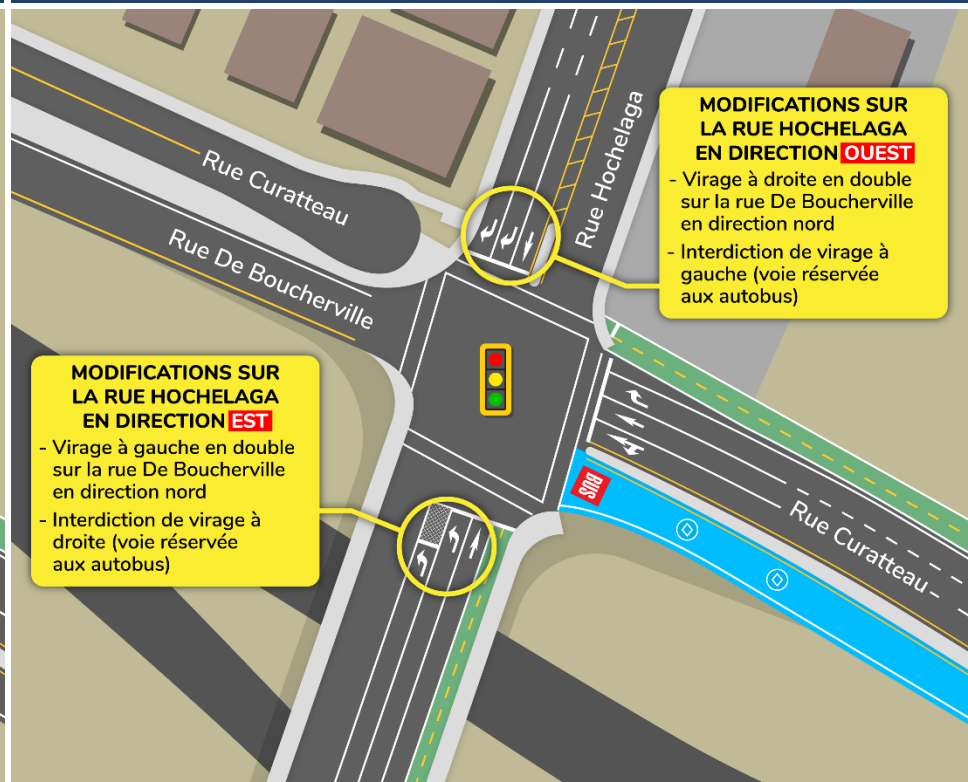 MODIFICATIONS SUR
LA RUE HOCHELAGA
EN DIRECTION OUEST
- Virage à droite en double
sur la rue De Boucherville
en direction nord
- Interdiction de virage à
gauche (voie réservée
aux autobus)
Rue Hochelaga
Rue Curatteau
Rue De Boucherville
MODIFICATIONS SUR
LA RUE HOCHELAGA
EN DIRECTION EST
- Virage à gauche en double
sur la rue De Boucherville
en direction nord
- Interdiction de virage à
droite (voie réservée
aux autobus)
BUS
Rue Curatteau